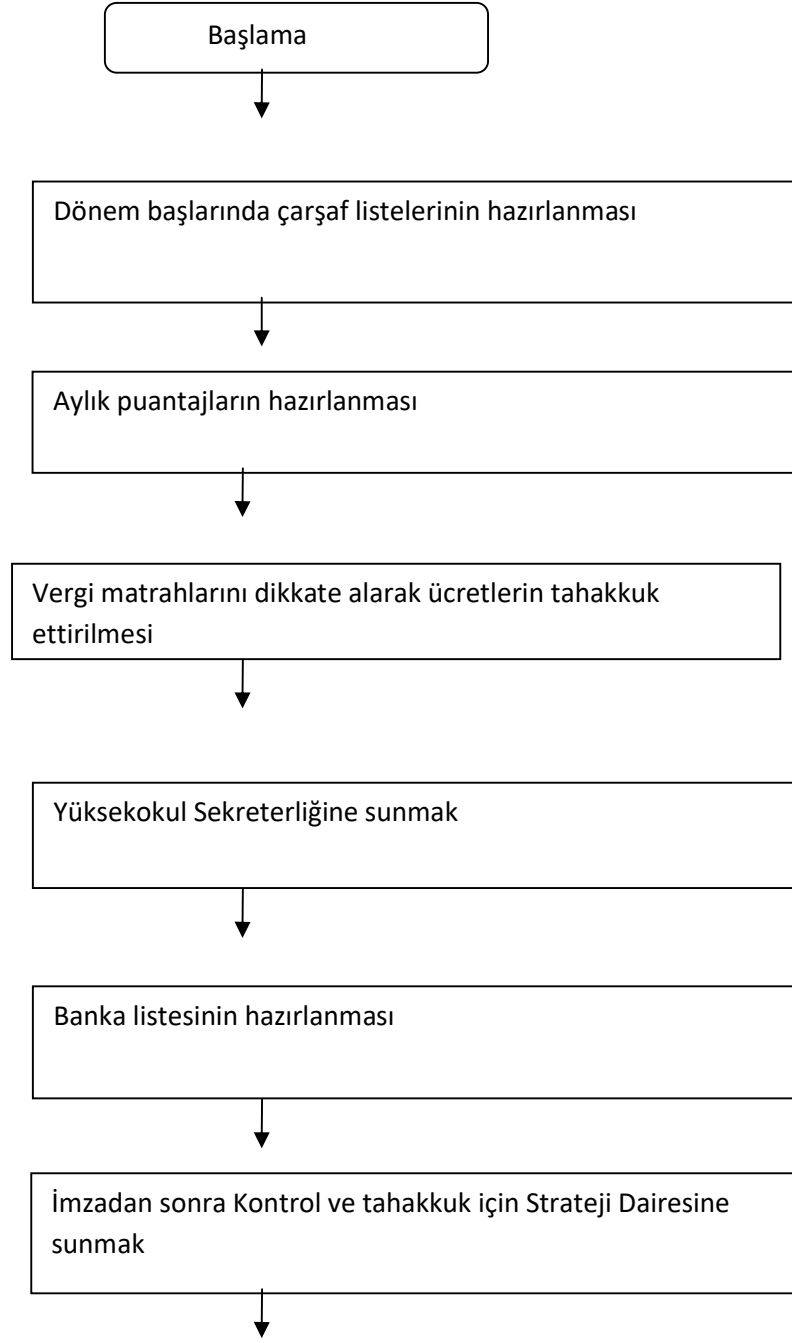 Başlama
Dönem başlarında çarşaf listelerinin hazırlanması
Aylık puantajların hazırlanması
Vergi matrahlarını dikkate alarak ücretlerin tahakkuk
ettirilmesi
Yüksekokul Sekreterliğine sunmak
Banka listesinin hazırlanması
İmzadan sonra Kontrol ve tahakkuk için Strateji Dairesine
sunmak